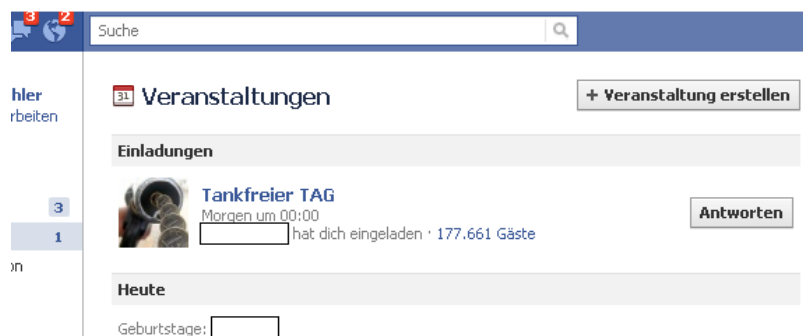 3 2
Suche
hler
rbeiten
31 Veranstaltungen
+ Veranstaltung erstellen
Einladungen
Tankfreier TAG
Morgen um 00:00
hat dich eingeladen · 177.661 Gäste
Antworten
3
1
on
Heute
Geburtstage: